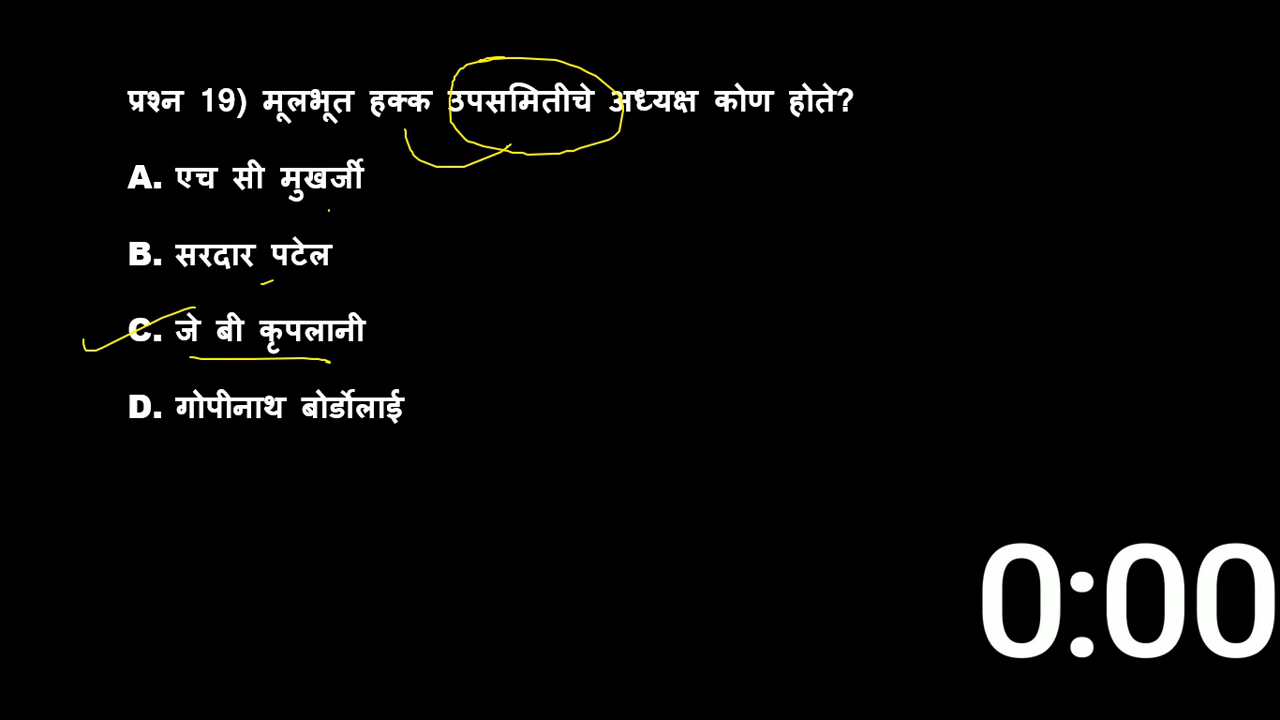 प्रश्न 19) मूलभूत हक्क उपसमितीचे अध्यक्ष कोण होते?
A. एच सी मुखर्जी
B. सरदार पटेल
C. जे बी कृपलानी
D. गोपीनाथ बोर्डोलाई
0:00